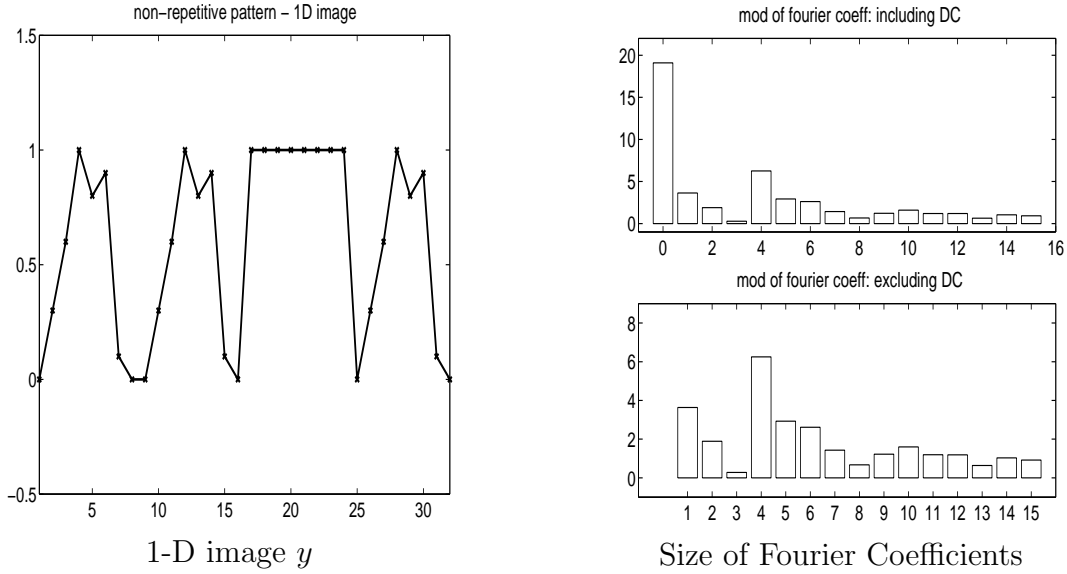 non-repetitive pattern - 1D image
1.5
1
0.5
0
-0.5
5 10 15 20 25 30
1-D image y
mod of fourier coeff: including DC
20
15
10
5
0
0 2 4 6 8 10 12 14 16
mod of fourier coeff: excluding DC
8
6
4
2
0
1 2 3 4 5 6 7 8 9 10 11 12 13 14 15
Size of Fourier Coefficients